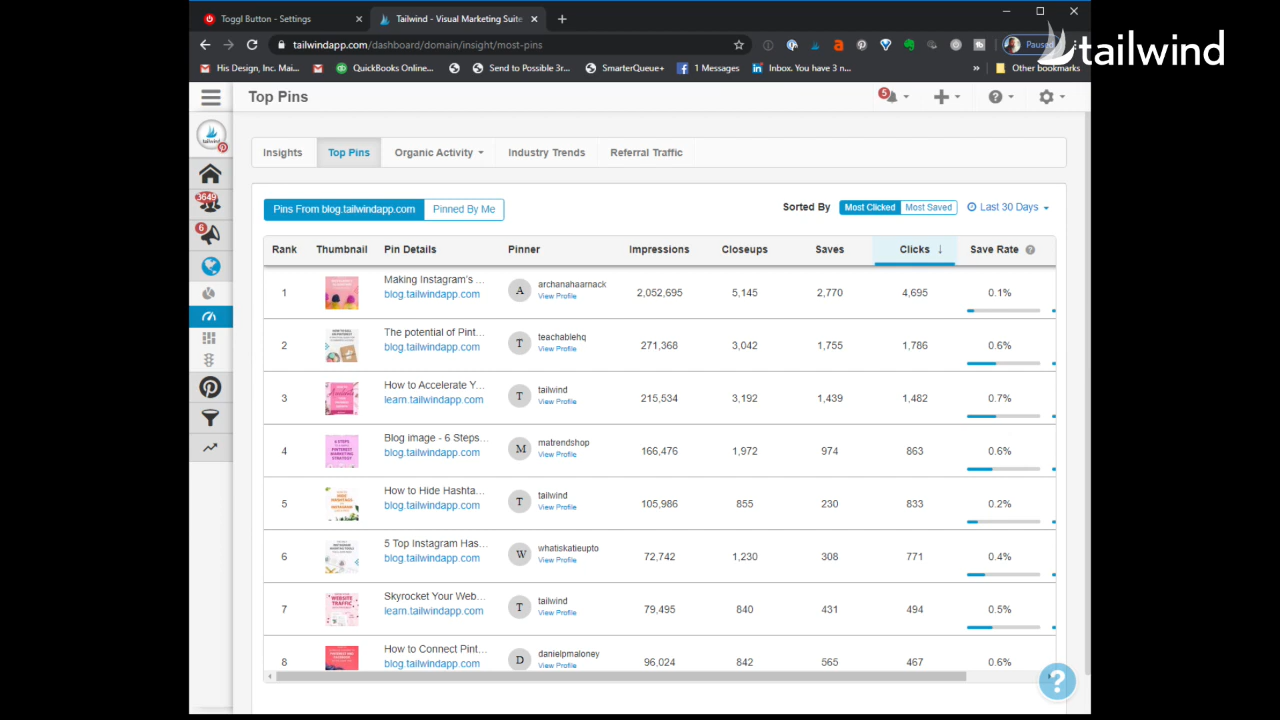 Toggl Button - Settings
Tailwind - Visual Marketing Suite
tailwindapp.com/dashboard/domain/insight/most-pins
Paused
tailwind
His Design, Inc. Mai...
QuickBooks Online...
Send to Possible 3r...
SmarterQueue+
1 Messages
Inbox. You have 3 n...
Other bookmarks
Top Pins
5
tailwind
Insights
Top Pins
Organic Activity
Industry Trends
Referral Traffic
3649
6
Pins From blog.tailwindapp.com
Pinned By Me
Sorted By
Most Clicked
Most Saved
Last 30 Days
Rank Thumbnail Pin Details Pinner Impressions Closeups Saves Clicks ↓ Save Rate ?
Making Instagram's ...
archanahaarnack
1 A 2,052,695 5,145 2,770 4,695 0.1%
blog.tailwindapp.com
View Profile
The potential of Pint...
teachablehq
2 T 271,368 3,042 1,755 1,786 0.6%
blog.tailwindapp.com
View Profile
How to Accelerate Y...
tailwind
3 T 215,534 3,192 1,439 1,482 0.7%
learn.tailwindapp.com
View Profile
Blog image - 6 Steps...
matrendshop
4 M 166,476 1,972 974 863 0.6%
blog.tailwindapp.com
View Profile
How to Hide Hashta...
tailwind
5 T 105,986 855 230 833 0.2%
blog.tailwindapp.com
View Profile
5 Top Instagram Has...
whatiskatieupto
6 W 72,742 1,230 308 771 0.4%
blog.tailwindapp.com
View Profile
Skyrocket Your Web...
tailwind
WEBSITE
TRAFFIC
7 T 79,495 840 431 494 0.5%
learn.tailwindapp.com
View Profile
How to Connect Pint...
danielpmaloney
8 D 96,024 842 565 467 0.6%
blog.tailwindapp.com
View Profile
?